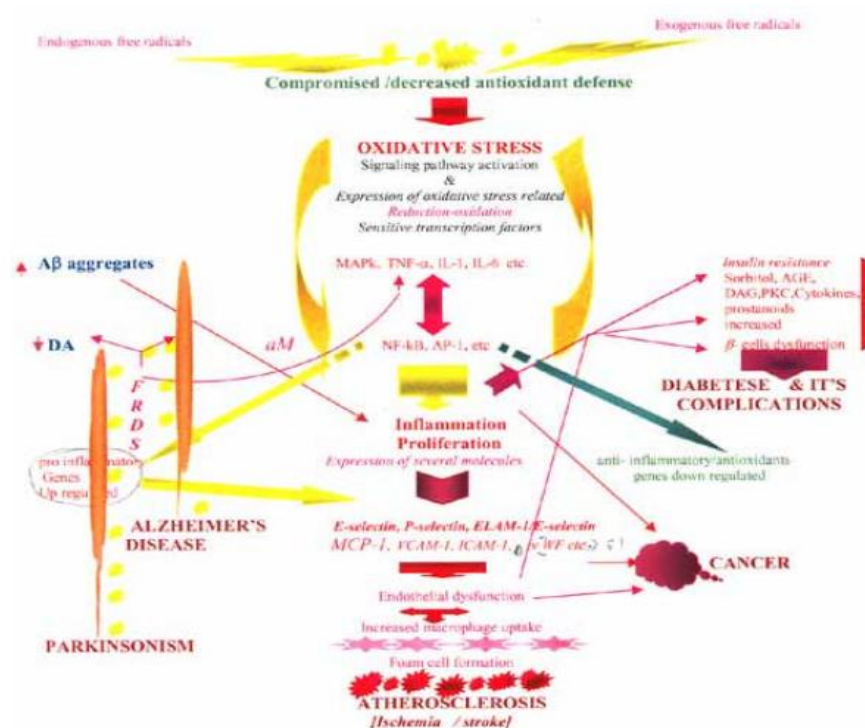 Endogenous free radicals
Exogenous free radicals
Compromised /decreased antioxidant defense
OXIDATIVE STRESS
Signaling pathway activation
&
Expression of oxidative stress related
Reduction-oxidation
Sensitive transcription factors
MAPk, TNF-α, IL-1, IL-6 etc.
Aβ aggregates
DA
aM
F
R
D
S
NF-kB, AP-1, etc
Insulin resistance
Sorbitol, AGE,
DAG,PKC,Cytokines,
prostanoids
increased
β- cells dysfunction
DIABETESE & IT'S
COMPLICATIONS
Inflammation
Proliferation
Expression of several molecules
anti- inflammatory/antioxidants
genes down regulated
pro inflammatory
Genes
Up regulated
ALZHEIMER'S
DISEASE
E-selectin, P-selectin, ELAM-1/E-selectin
MCP-1, VCAM-1, ICAM-1, WF etc
CANCER
Endothelial dysfunction
Increased macrophage uptake
PARKINSONISM
Foam cell formation
ATHEROSCLEROSIS
[Ischemia / stroke]